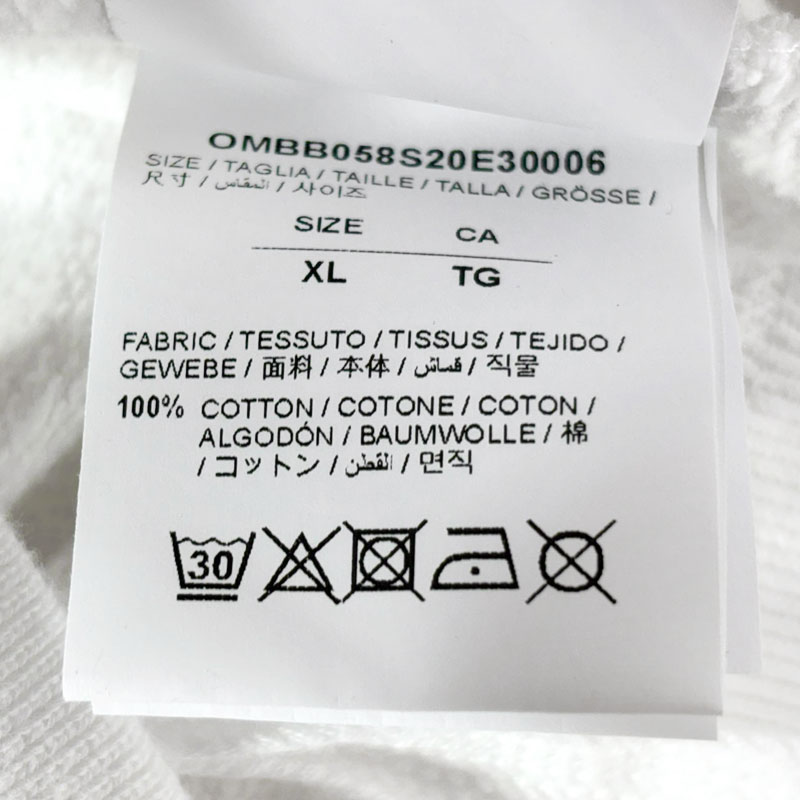 OMBB058S20E30006
SIZE / TAGLIA / TAILLE / TALLA / GRÖSSE /
尺寸 / المقاس / 사이즈
SIZE CA
XL TG
FABRIC / TESSUTO / TISSUS / TEJIDO /
GEWEBE / 面料 / 本体 / قماش / 직물
100% COTTON / COTONE / COTON /
ALGODÓN / BAUMWOLLE / 棉
/ コットン / القطن / 면직
30